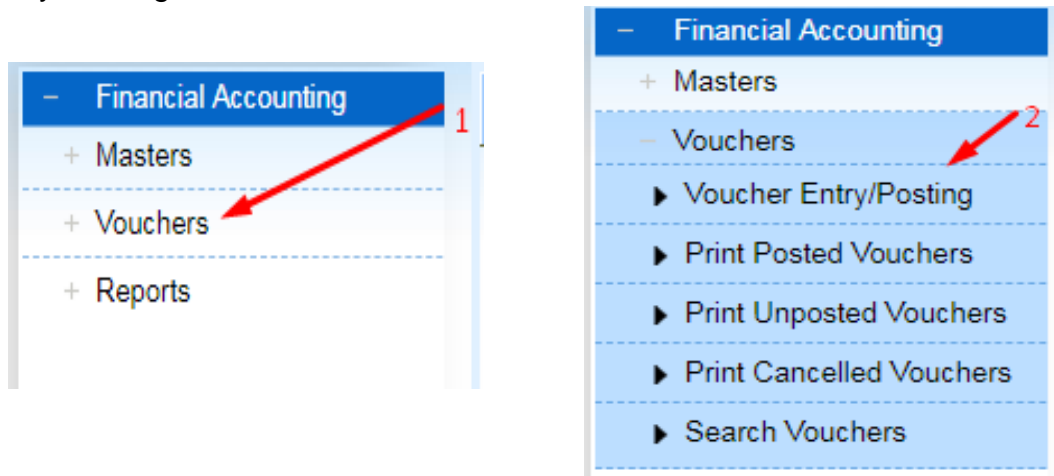 − Financial Accounting
+ Masters
+ Vouchers
+ Reports
1
− Financial Accounting
+ Masters
− Vouchers
Voucher Entry/Posting
Print Posted Vouchers
Print Unposted Vouchers
Print Cancelled Vouchers
Search Vouchers
2